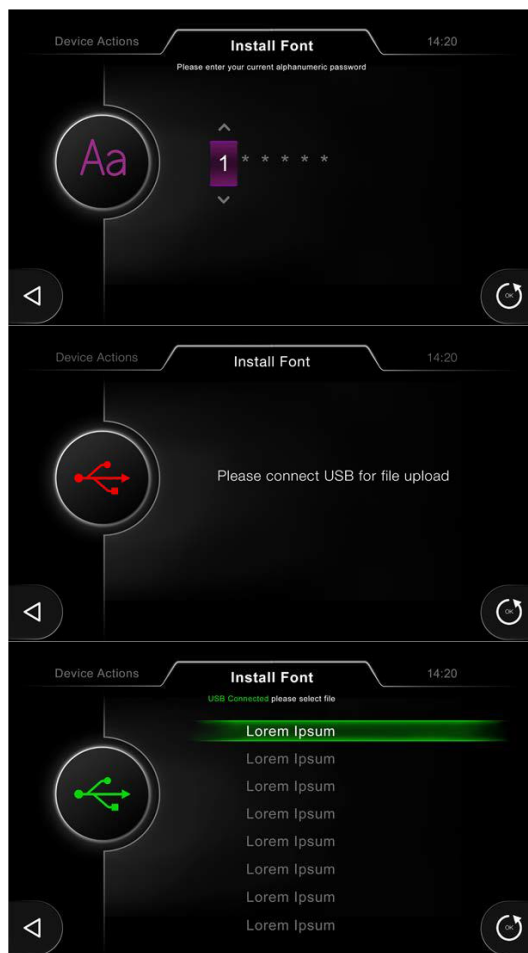 Device Actions
Install Font
14:20
Please enter your current alphanumeric password
Aa
1 * * * * *
OK
Device Actions
Install Font
14:20
Please connect USB for file upload
OK
Device Actions
Install Font
14:20
USB Connected please select file
Lorem Ipsum
Lorem Ipsum
Lorem Ipsum
Lorem Ipsum
Lorem Ipsum
Lorem Ipsum
Lorem Ipsum
Lorem Ipsum
OK